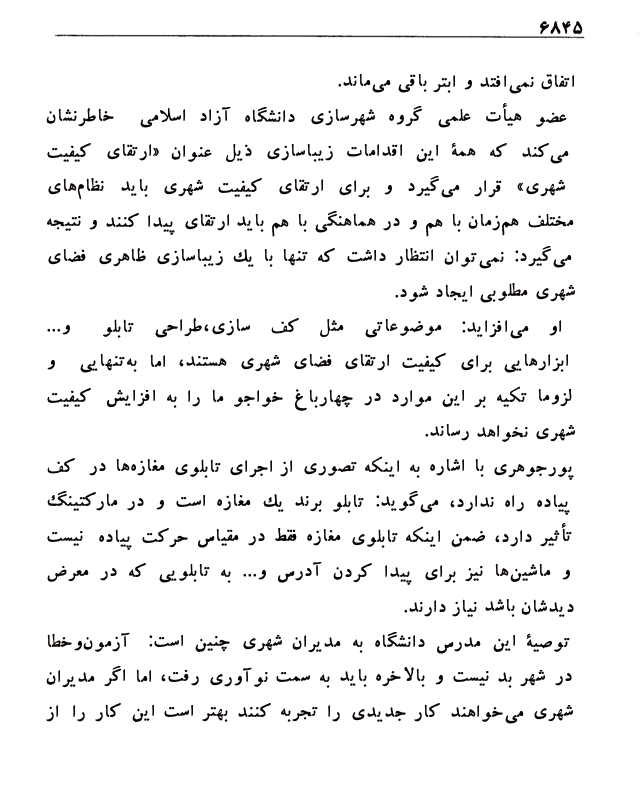 ۶۸۴۵
اتفاق نمی‌افتد و ابتر باقی می‌ماند.
عضو هیأت علمی گروه شهرسازی دانشگاه آزاد اسلامی خاطرنشان
می‌کند که همهٔ این اقدامات زیباسازی ذیل عنوان «ارتقای کیفیت
شهری» قرار می‌گیرد و برای ارتقای کیفیت شهری باید نظام‌های
مختلف هم‌زمان با هم و در هماهنگی با هم باید ارتقای پیدا کنند و نتیجه
می‌گیرد: نمی‌توان انتظار داشت که تنها با یك زیباسازی ظاهری فضای
شهری مطلوبی ایجاد شود.
او می‌افزاید: موضوعاتی مثل کف سازی،طراحی تابلو و...
ابزارهایی برای کیفیت ارتقای فضای شهری هستند، اما به‌تنهایی و
لزوما تکیه بر این موارد در چهارباغ خواجو ما را به افزایش کیفیت
شهری نخواهد رساند.
پورجوهری با اشاره به اینکه تصوری از اجرای تابلوی مغازه‌ها در کف
پیاده راه ندارد، می‌گوید: تابلو برند یك مغازه است و در مارکتینگ
تأثیر دارد، ضمن اینکه تابلوی مغازه فقط در مقیاس حرکت پیاده نیست
و ماشین‌ها نیز برای پیدا کردن آدرس و... به تابلویی که در معرض
دیدشان باشد نیاز دارند.
توصیهٔ این مدرس دانشگاه به مدیران شهری چنین است: آزمون‌وخطا
در شهر بد نیست و بالاخره باید به سمت نوآوری رفت، اما اگر مدیران
شهری می‌خواهند کار جدیدی را تجربه کنند بهتر است این کار را از